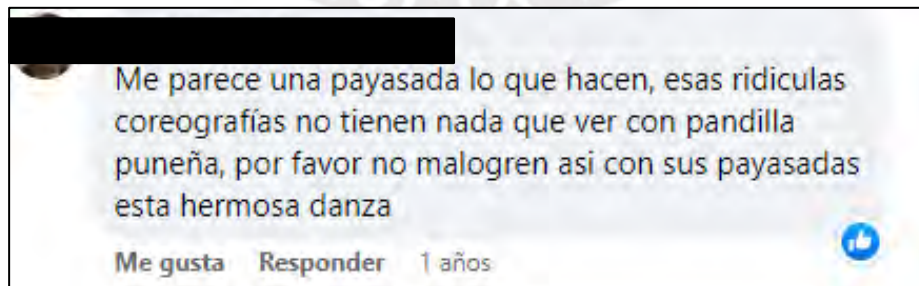 Me parece una payasada lo que hacen, esas ridiculas
coreografías no tienen nada que ver con pandilla
puneña, por favor no malogren asi con sus payasadas
esta hermosa danza
Me gusta Responder 1 años